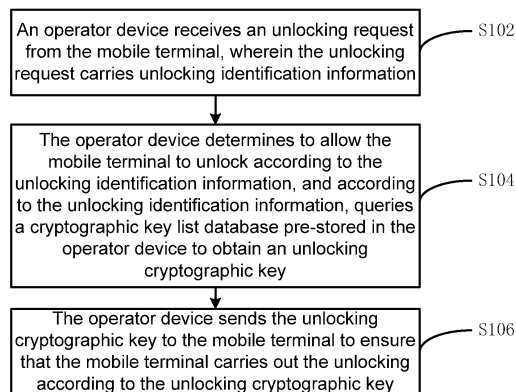 An operator device receives an unlocking request
from the mobile terminal, wherein the unlocking
request carries unlocking identification information
S102
The operator device determines to allow the
mobile terminal to unlock according to the
unlocking identification information, and according
to the unlocking identification information, queries
a cryptographic key list database pre-stored in the
operator device to obtain an unlocking
cryptographic key
S104
The operator device sends the unlocking
cryptographic key to the mobile terminal to ensure
that the mobile terminal carries out the unlocking
according to the unlocking cryptographic key
S106